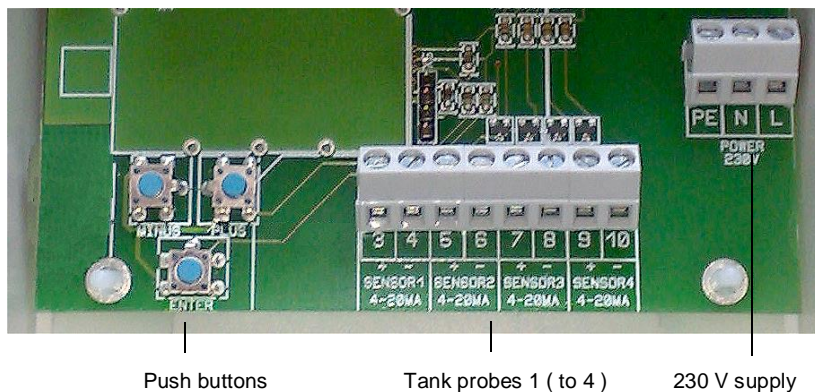 PE N L
POWER
230V
MINUS PLUS
ENTER
3 4 5 6 7 8 9 10
+ - + - + - + -
SENSOR1 SENSOR2 SENSOR3 SENSOR4
4-20MA 4-20MA 4-20MA 4-20MA
Push buttons Tank probes 1 ( to 4 ) 230 V supply